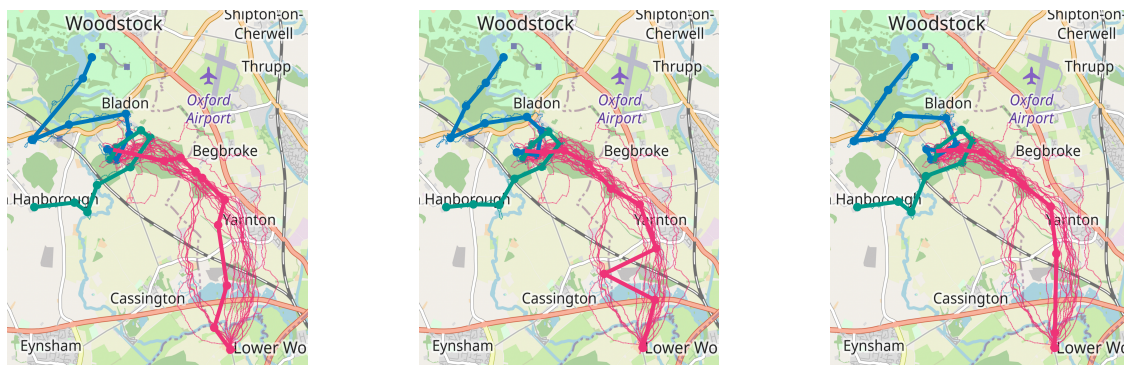 Woodstock
Shipton-on-
Cherwell
Thrupp
Bladon
Oxford
Airport
Begbroke
Hanborough
Yarnton
Cassington
Eynsham
Lower Wo
Woodstock
Shipton-on-
Cherwell
Thrupp
Bladon
Oxford
Airport
Begbroke
Hanborough
Yarnton
Cassington
Eynsham
Lower Wo
Woodstock
Shipton-on-
Cherwell
Thrupp
Bladon
Oxford
Airport
Begbroke
Hanborough
Yarnton
Cassington
Eynsham
Lower Wo